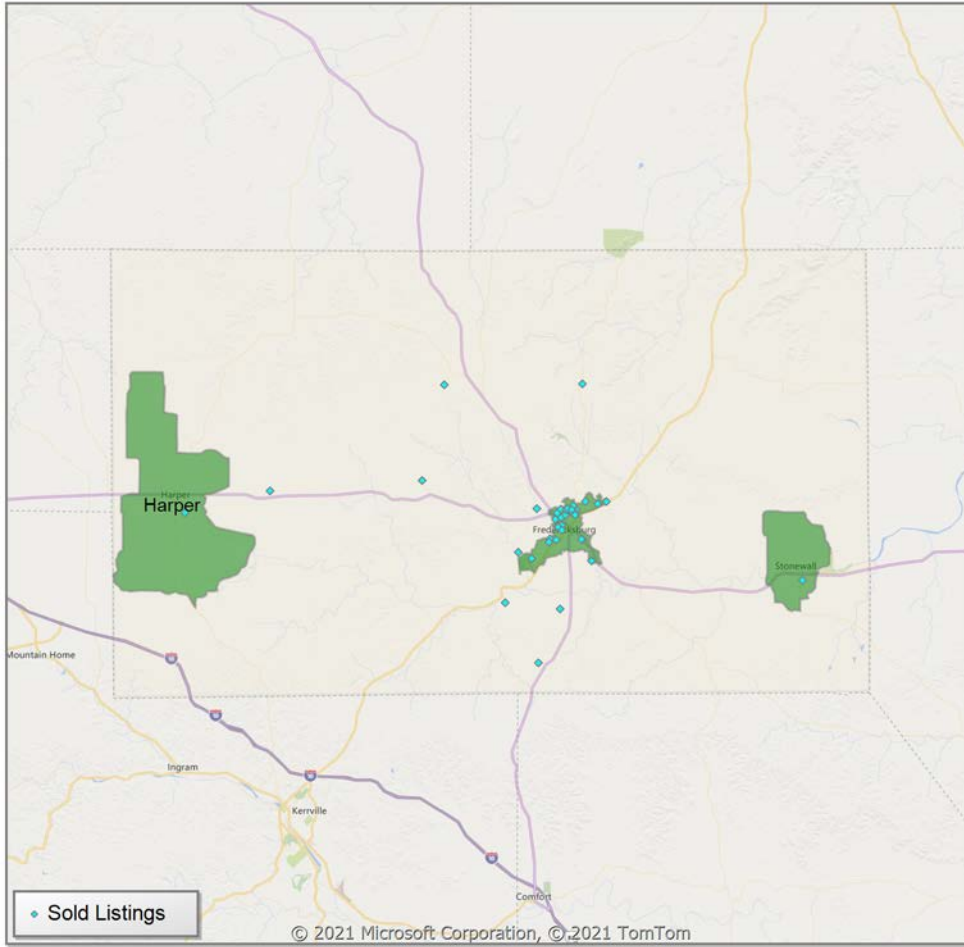 Harper
Harper
Fredericksburg
Stonewall
Mountain Home
Ingram
Kerrville
Comfort
Sold Listings
© 2021 Microsoft Corporation, © 2021 TomTom